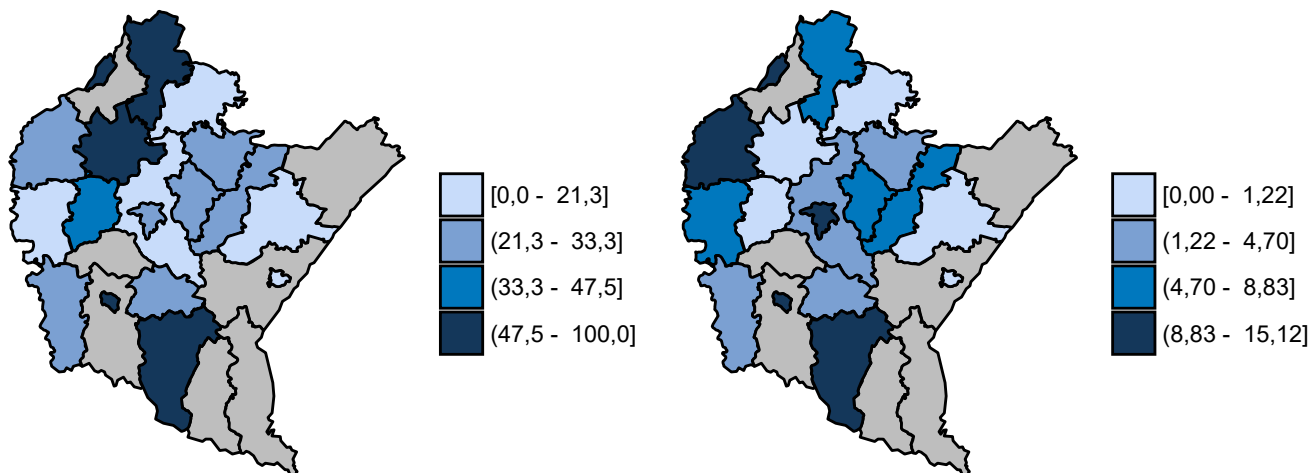 [0,0 - 21,3]
(21,3 - 33,3]
(33,3 - 47,5]
(47,5 - 100,0]
[0,00 - 1,22]
(1,22 - 4,70]
(4,70 - 8,83]
(8,83 - 15,12]